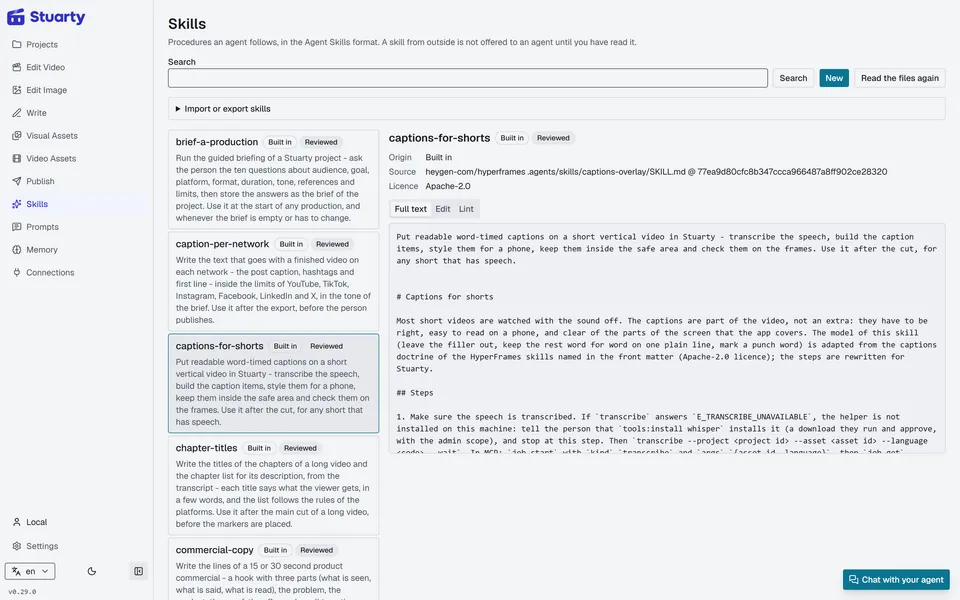 Stuarty
Projects
Edit Video
Edit Image
Write
Visual Assets
Video Assets
Publish
Skills
Prompts
Memory
Connections
Local
Settings
en
v0.29.0
Skills
Procedures an agent follows, in the Agent Skills format. A skill from outside is not offered to an agent until you have read it.
Search
Search
New
Read the files again
Import or export skills
brief-a-production Built in Reviewed
Run the guided briefing of a Stuarty project - ask
the person the ten questions about audience, goal,
platform, format, duration, tone, references and
limits, then store the answers as the brief of the
project. Use it at the start of any production, and
whenever the brief is empty or has to change.
caption-per-network Built in Reviewed
Write the text that goes with a finished video on
each network - the post caption, hashtags and
first line - inside the limits of YouTube, TikTok,
Instagram, Facebook, LinkedIn and X, in the tone of
the brief. Use it after the export, before the person
publishes.
captions-for-shorts Built in Reviewed
Put readable word-timed captions on a short
vertical video in Stuarty - transcribe the speech,
build the caption items, style them for a phone,
keep them inside the safe area and check them on
the frames. Use it after the cut, for any short that
has speech.
chapter-titles Built in Reviewed
Write the titles of the chapters of a long video and
the chapter list for its description, from the
transcript - each title says what the viewer gets, in
a few words, and the list follows the rules of the
platforms. Use it after the main cut of a long video,
before the markers are placed.
commercial-copy Built in Reviewed
Write the lines of a 15 or 30 second product
commercial - a hook with three parts (what is seen,
what is said, what is read), the problem, the
captions-for-shorts Built in Reviewed
Origin Built in
Source heygen-com/hyperframes .agents/skills/captions-overlay/SKILL.md @ 77ea9d80cfc8b347ccca966487a8ff902ce28320
Licence Apache-2.0
Full text Edit Lint
Put readable word-timed captions on a short vertical video in Stuarty - transcribe the speech, build the caption
items, style them for a phone, keep them inside the safe area and check them on the frames. Use it after the cut, for
any short that has speech.
# Captions for shorts
Most short videos are watched with the sound off. The captions are part of the video, not an extra: they have to be
right, easy to read on a phone, and clear of the parts of the screen that the app covers. The model of this skill
(leave the filler out, keep the rest word for word on one plain line, mark a punch word) is adapted from the captions
doctrine of the HyperFrames skills named in the front matter (Apache-2.0 licence); the steps are rewritten for
Stuarty.
## Steps
1. Make sure the speech is transcribed. If `transcribe` answers `E_TRANSCRIBE_UNAVAILABLE`, the helper is not
installed on this machine: tell the person that `tools:install whisper` installs it (a download they run and approve,
with the admin scope), and stop at this step. Then `transcribe --project <project id> --asset <asset id> --language
Chat with your agent